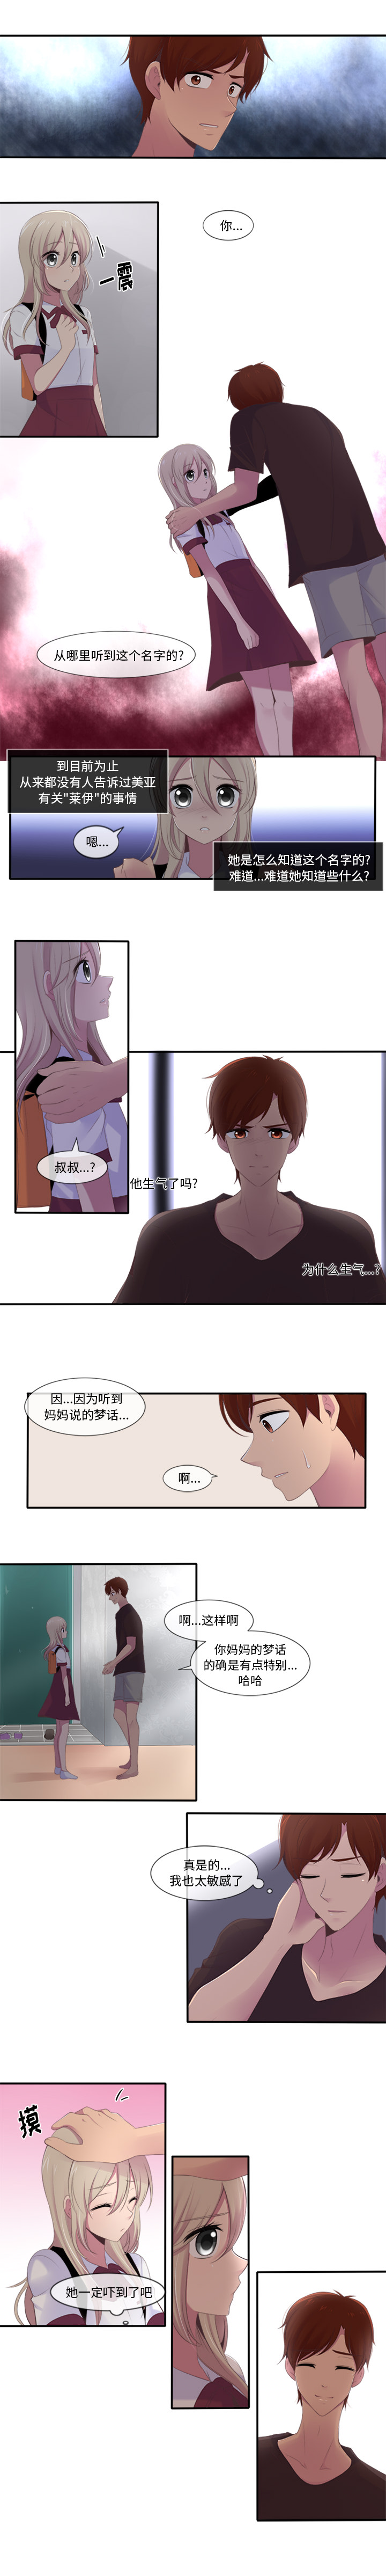 你...
一震
从哪里听到这个名字的?
到目前为止
从来都没有人告诉过美亚
有关"莱伊"的事情
嗯...
她是怎么知道这个名字的?
难道...难道她知道些什么?
叔叔...?
他生气了吗?
为什么生气...?
因...因为听到
妈妈说的梦话...
啊...
啊...这样啊
你妈妈的梦话
的确是有点特别...
哈哈
真是的...
我也太敏感了
摸
她一定吓到了吧